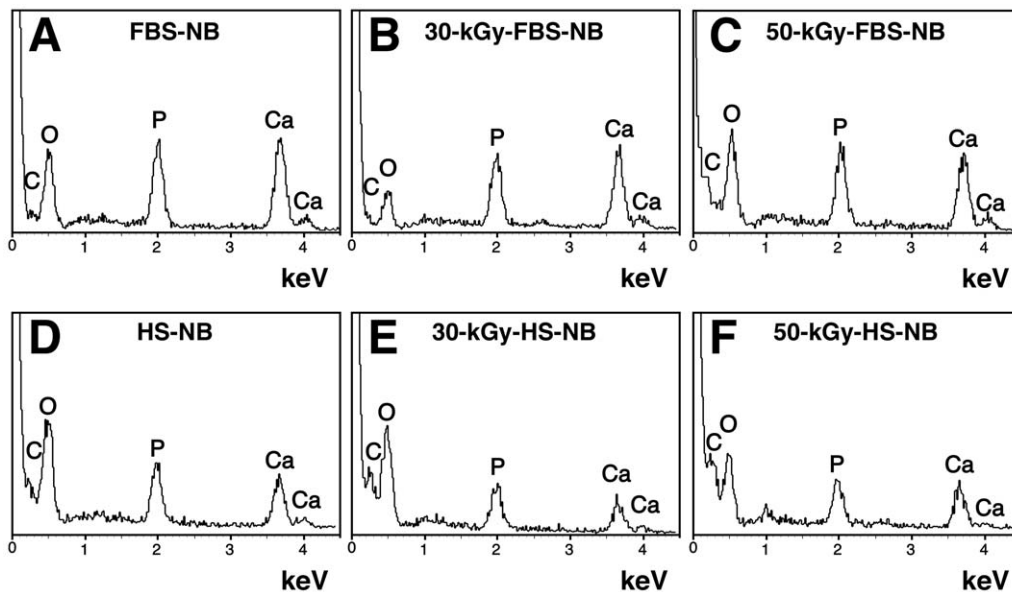 A FBS-NB
O
P
Ca
C
Ca
0 1 2 3 4
keV
B 30-kGy-FBS-NB
C
O
P
Ca
Ca
0 1 2 3 4
keV
C 50-kGy-FBS-NB
C
O
P
Ca
Ca
0 1 2 3 4
keV
D HS-NB
C
O
P
Ca
Ca
0 1 2 3 4
keV
E 30-kGy-HS-NB
C
O
P
Ca
Ca
0 1 2 3 4
keV
F 50-kGy-HS-NB
C
O
P
Ca
Ca
0 1 2 3 4
keV